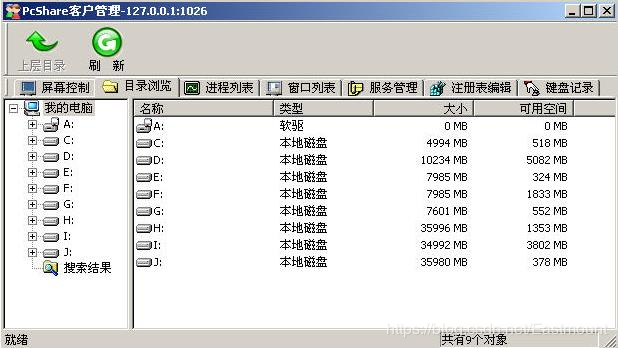 PcShare客户管理-127.0.0.1:1026
上层目录 刷 新
屏幕控制 目录浏览 进程列表 窗口列表 服务管理 注册表编辑 键盘记录
我的电脑 名称 类型 大小 可用空间
A: A: 软驱 0 MB 0 MB
C: C: 本地磁盘 4994 MB 518 MB
D: D: 本地磁盘 10234 MB 5082 MB
E: E: 本地磁盘 7985 MB 324 MB
F: F: 本地磁盘 7985 MB 1833 MB
G: G: 本地磁盘 7601 MB 552 MB
H: H: 本地磁盘 35996 MB 1353 MB
I: I: 本地磁盘 34992 MB 3802 MB
J: J: 本地磁盘 35980 MB 378 MB
搜索结果
https://blog.csdn.net/Eastmount
就绪 共有9个对象